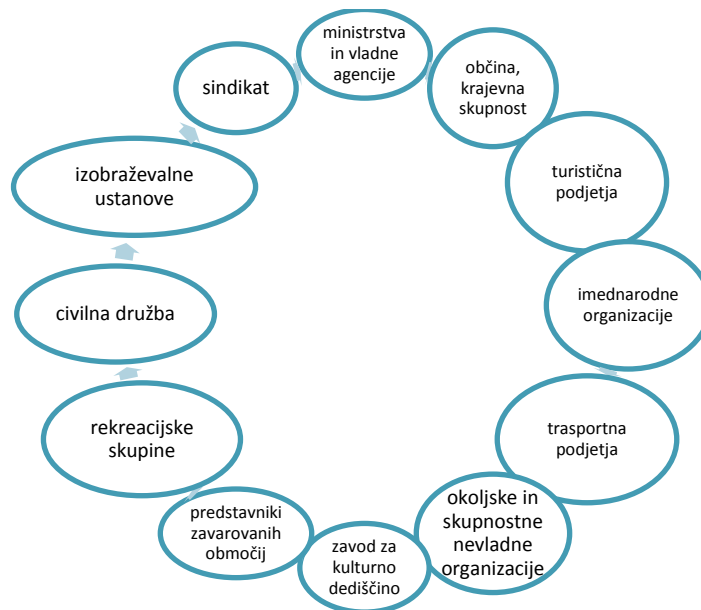 ministrstva
in vladne
agencije
občina,
krajevna
skupnost
turistična
podjetja
imednarodne
organizacije
trasportna
podjetja
okoljske in
skupnostne
nevladne
organizacije
zavod za
kulturno
dediščino
predstavniki
zavarovanih
območij
rekreacijske
skupine
civilna družba
izobraževalne
ustanove
sindikat